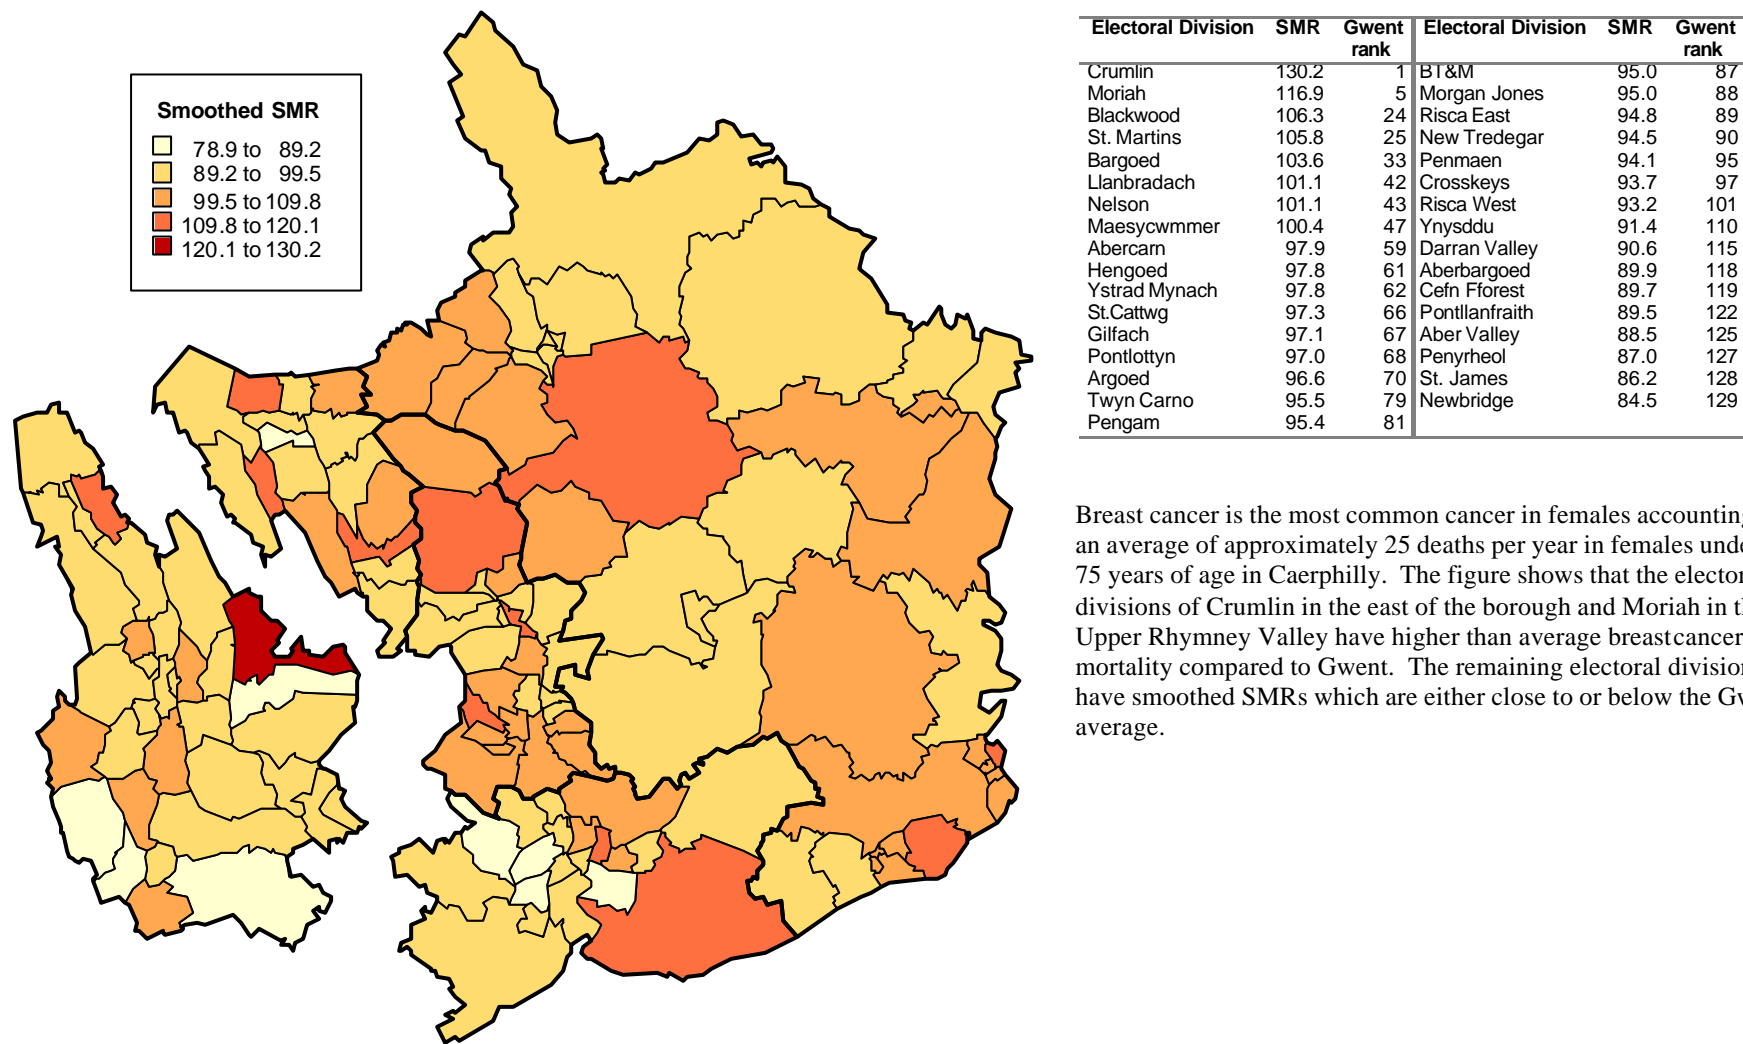 Smoothed SMR
78.9 to 89.2
89.2 to 99.5
99.5 to 109.8
109.8 to 120.1
120.1 to 130.2
Electoral Division SMR Gwent rank Electoral Division SMR Gwent rank
Crumlin 130.2 1 BT&M 95.0 87
Moriah 116.9 5 Morgan Jones 95.0 88
Blackwood 106.3 24 Risca East 94.8 89
St. Martins 105.8 25 New Tredegar 94.5 90
Bargoed 103.6 33 Penmaen 94.1 95
Llanbradach 101.1 42 Crosskeys 93.7 97
Nelson 101.1 43 Risca West 93.2 101
Maesycwmmer 100.4 47 Ynysddu 91.4 110
Abercarn 97.9 59 Darran Valley 90.6 115
Hengoed 97.8 61 Aberbargoed 89.9 118
Ystrad Mynach 97.8 62 Cefn Fforest 89.7 119
St.Cattwg 97.3 66 Pontllanfraith 89.5 122
Gilfach 97.1 67 Aber Valley 88.5 125
Pontlottyn 97.0 68 Penyrheol 87.0 127
Argoed 96.6 70 St. James 86.2 128
Twyn Carno 95.5 79 Newbridge 84.5 129
Pengam 95.4 81
Breast cancer is the most common cancer in females accounting
an average of approximately 25 deaths per year in females unde
75 years of age in Caerphilly. The figure shows that the elector
divisions of Crumlin in the east of the borough and Moriah in th
Upper Rhymney Valley have higher than average breast cancer
mortality compared to Gwent. The remaining electoral division
have smoothed SMRs which are either close to or below the Gw
average.